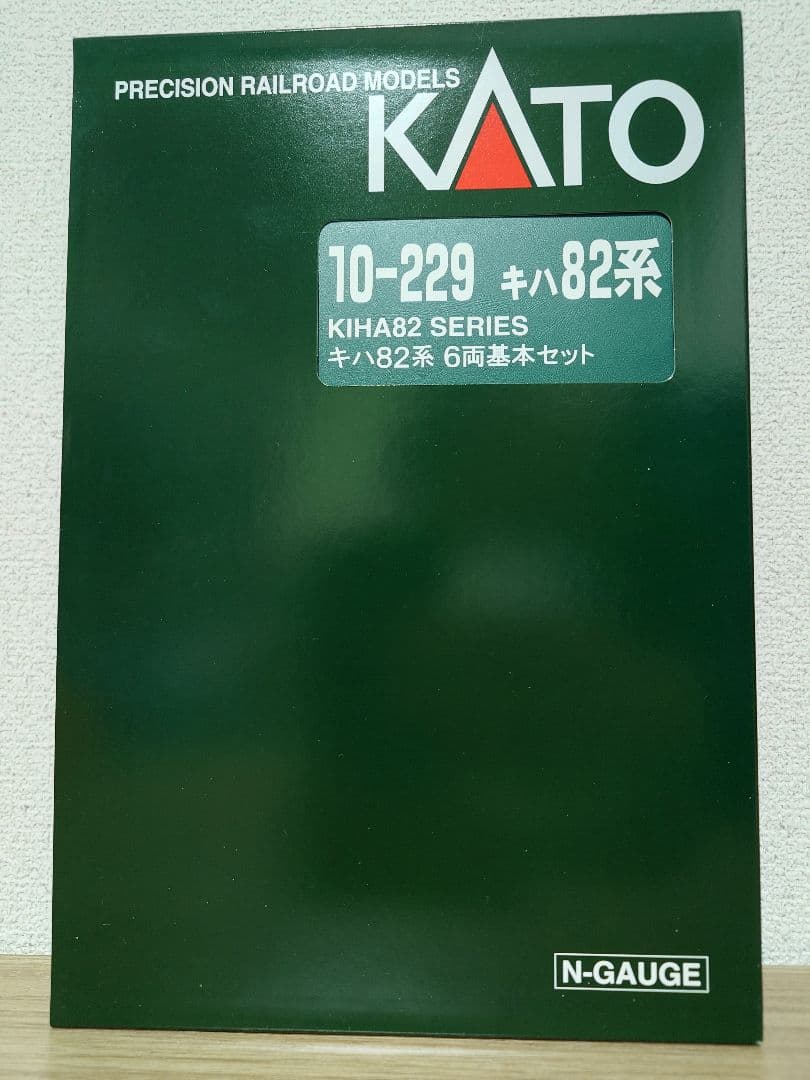 PRECISION RAILROAD MODELS
KATO
10-229 キハ82系
KIHA82 SERIES
キハ82系 6両基本セット
N-GAUGE